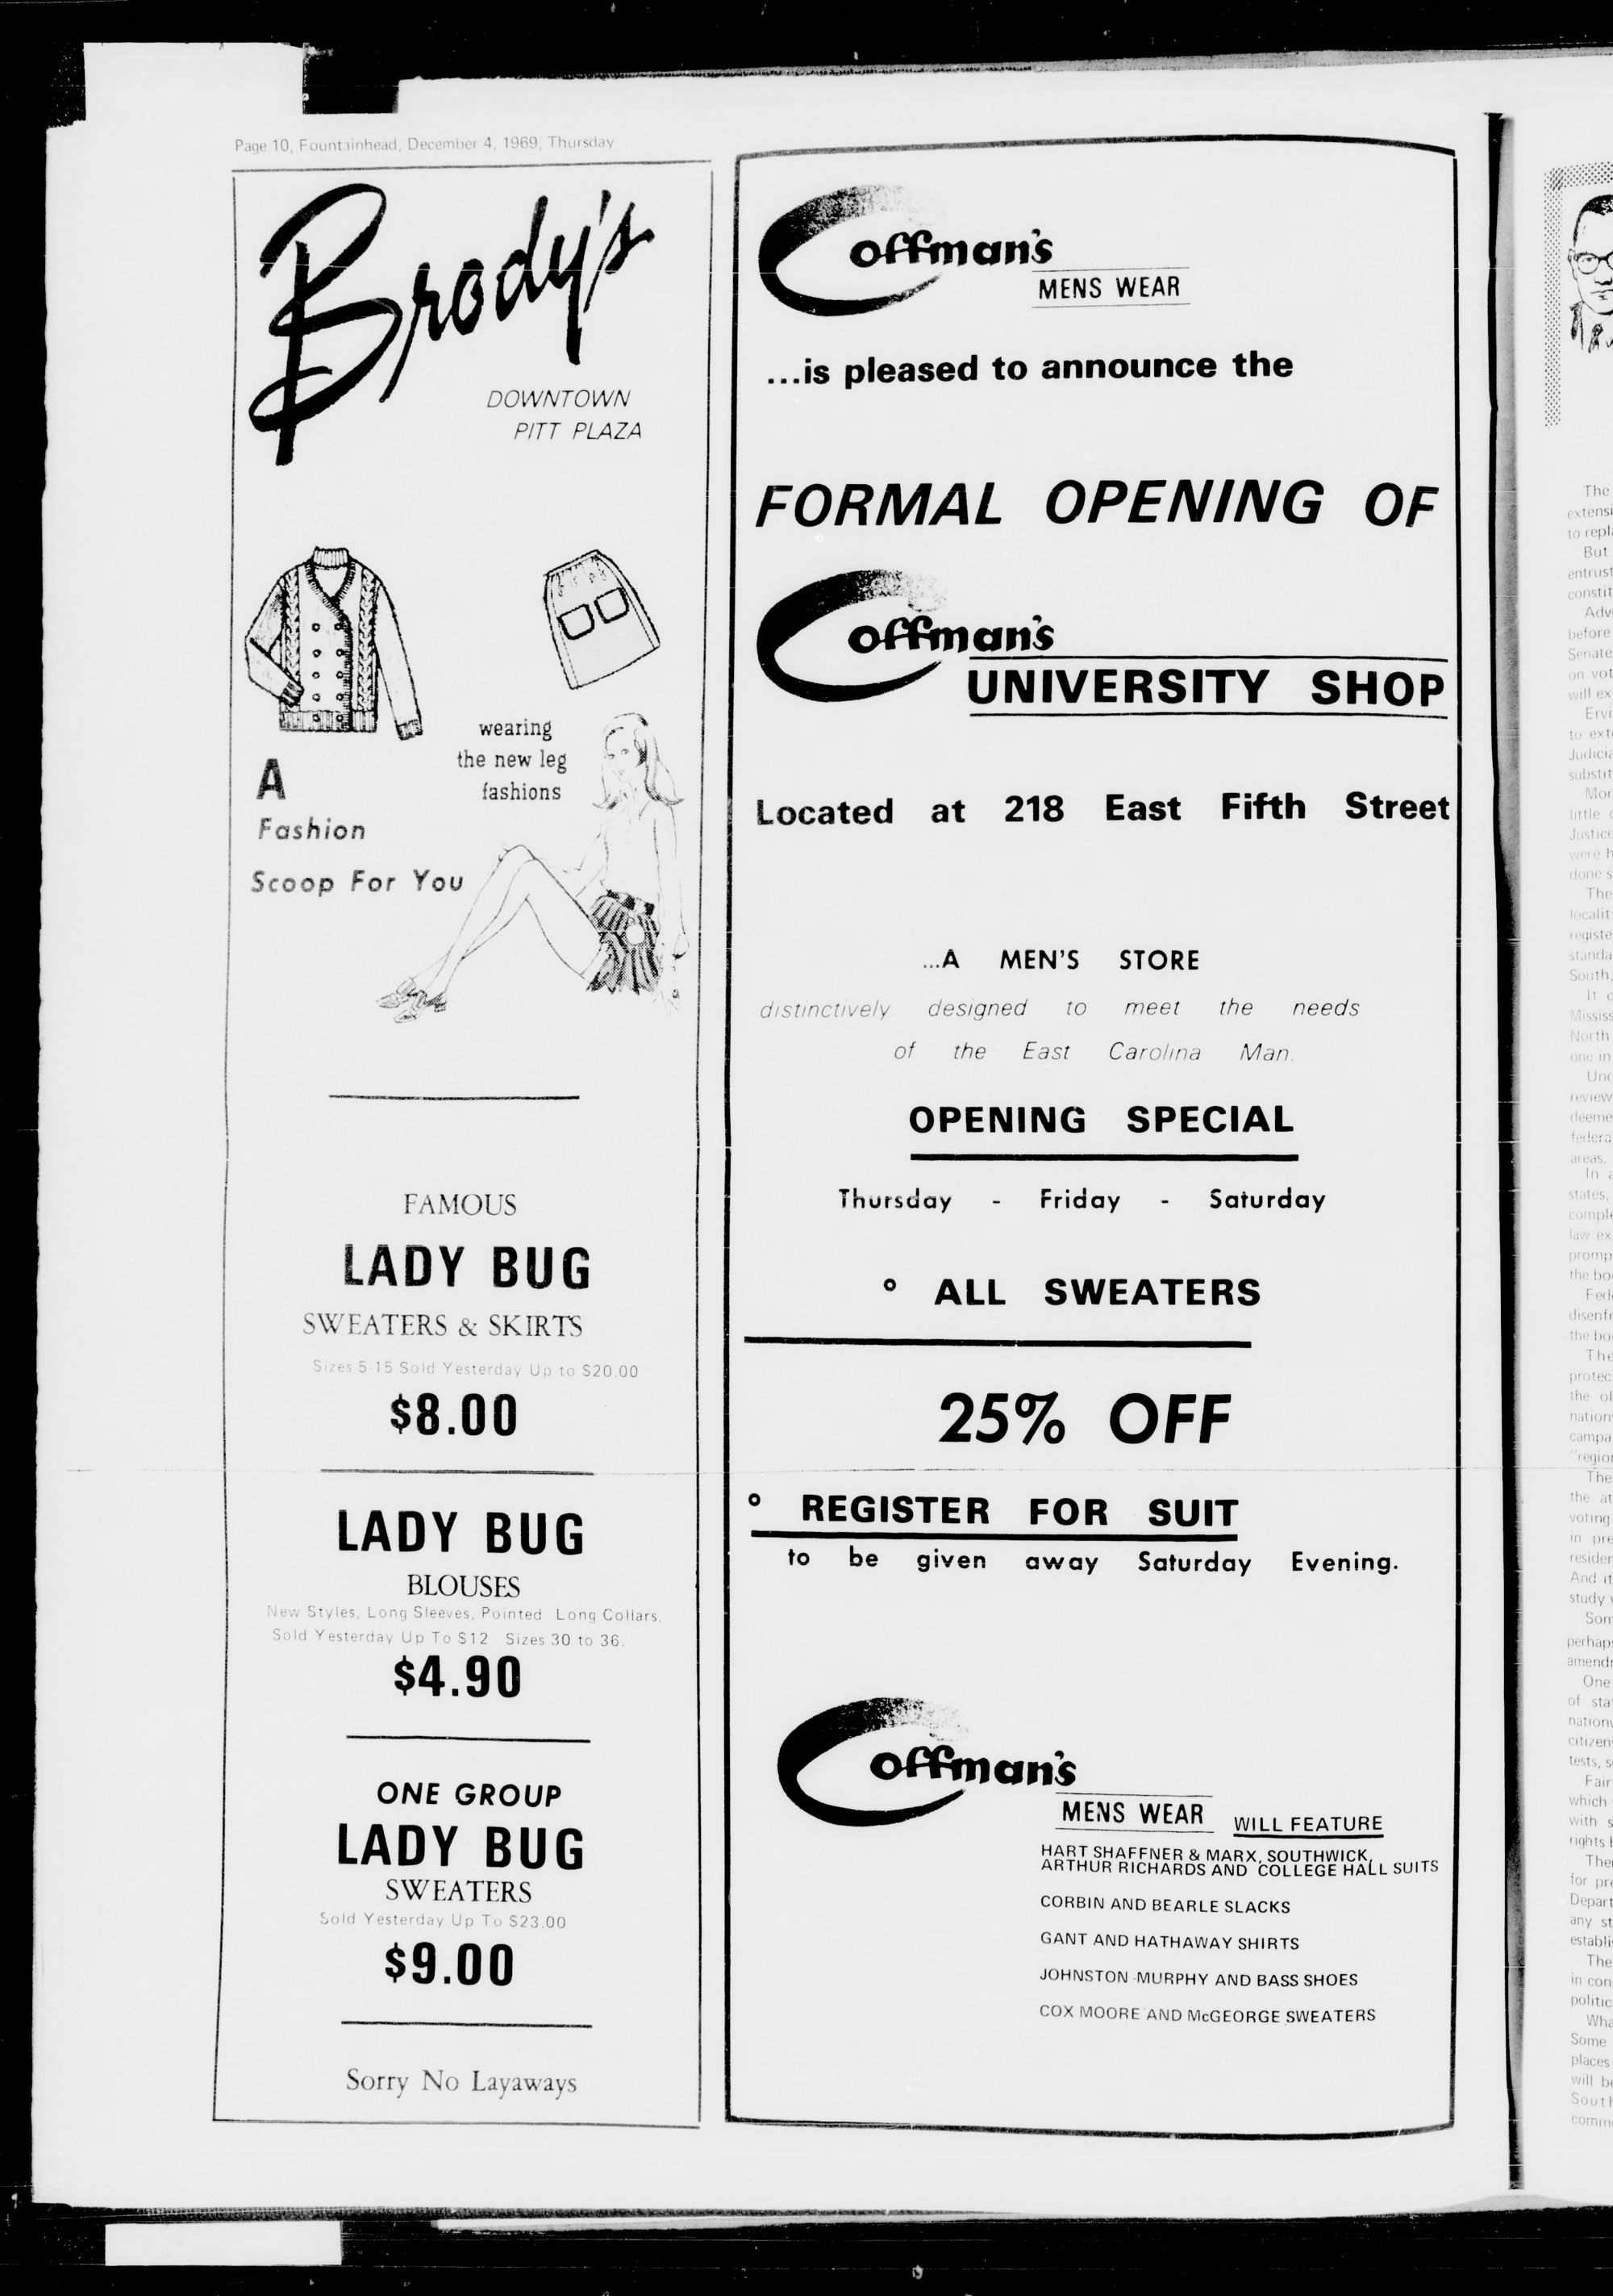 Page 10, Fountainhead, December 4, 1969, Thursday
Brody's
DOWNTOWN
PITT PLAZA
wearing
the new leg
fashions
A
Fashion
Scoop For You
FAMOUS
LADY BUG
SWEATERS & SKIRTS
Sizes 5-15 Sold Yesterday Up to $20.00
$8.00
LADY BUG
BLOUSES
New Styles, Long Sleeves, Pointed Long Collars.
Sold Yesterday Up To $12 Sizes 30 to 36.
$4.90
ONE GROUP
LADY BUG
SWEATERS
Sold Yesterday Up To $23.00
$9.00
Sorry No Layaways
Coffman's
MENS WEAR
...is pleased to announce the
FORMAL OPENING OF
Coffman's
UNIVERSITY SHOP
Located at 218 East Fifth Street
...A MEN'S STORE
distinctively designed to meet the needs
of the East Carolina Man.
OPENING SPECIAL
Thursday - Friday - Saturday
° ALL SWEATERS
25% OFF
° REGISTER FOR SUIT
to be given away Saturday Evening.
Coffman's
MENS WEAR WILL FEATURE
HART SHAFFNER & MARX, SOUTHWICK,
ARTHUR RICHARDS AND COLLEGE HALL SUITS
CORBIN AND BEARLE SLACKS
GANT AND HATHAWAY SHIRTS
JOHNSTON-MURPHY AND BASS SHOES
COX MOORE AND McGEORGE SWEATERS